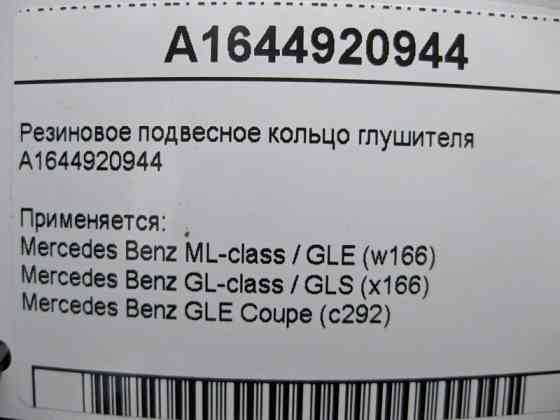 A1644920944
Резиновое подвесное кольцо глушителя
A1644920944
Применяется:
Mercedes Benz ML-class / GLE (w166)
Mercedes Benz GL-class / GLS (x166)
Mercedes Benz GLE Coupe (c292)